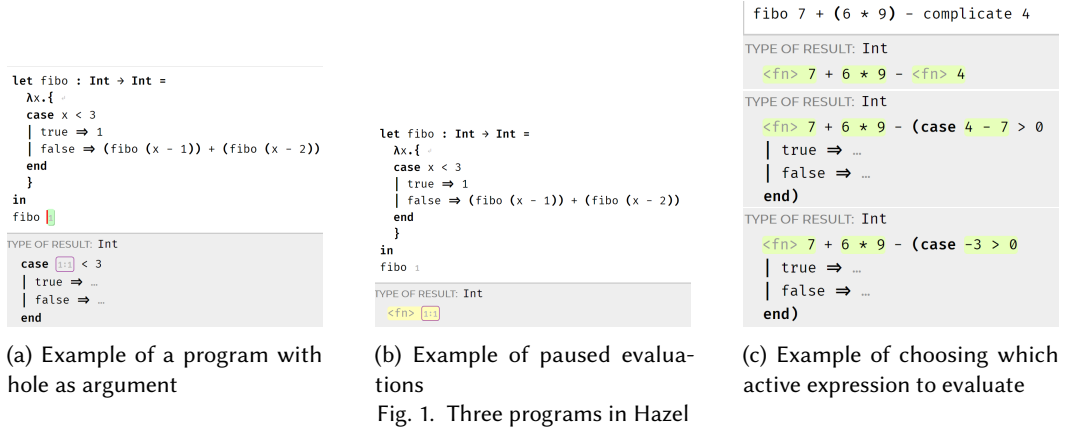 let fibo : Int → Int =
λx.{
case x < 3
| true ⇒ 1
| false ⇒ (fibo (x - 1)) + (fibo (x - 2))
end
}
in
fibo 1
TYPE OF RESULT: Int
case 1:1 < 3
| true ⇒ …
| false ⇒ …
end
(a) Example of a program with
hole as argument
let fibo : Int → Int =
λx.{
case x < 3
| true ⇒ 1
| false ⇒ (fibo (x - 1)) + (fibo (x - 2))
end
}
in
fibo 1
TYPE OF RESULT: Int
<fn> 1:1
(b) Example of paused evalua-
tions
fibo 7 + (6 * 9) - complicate 4
TYPE OF RESULT: Int
<fn> 7 + 6 * 9 - <fn> 4
TYPE OF RESULT: Int
<fn> 7 + 6 * 9 - (case 4 - 7 > 0
| true ⇒ …
| false ⇒ …
end)
TYPE OF RESULT: Int
<fn> 7 + 6 * 9 - (case -3 > 0
| true ⇒ …
| false ⇒ …
end)
(c) Example of choosing which
active expression to evaluate
Fig. 1. Three programs in Hazel